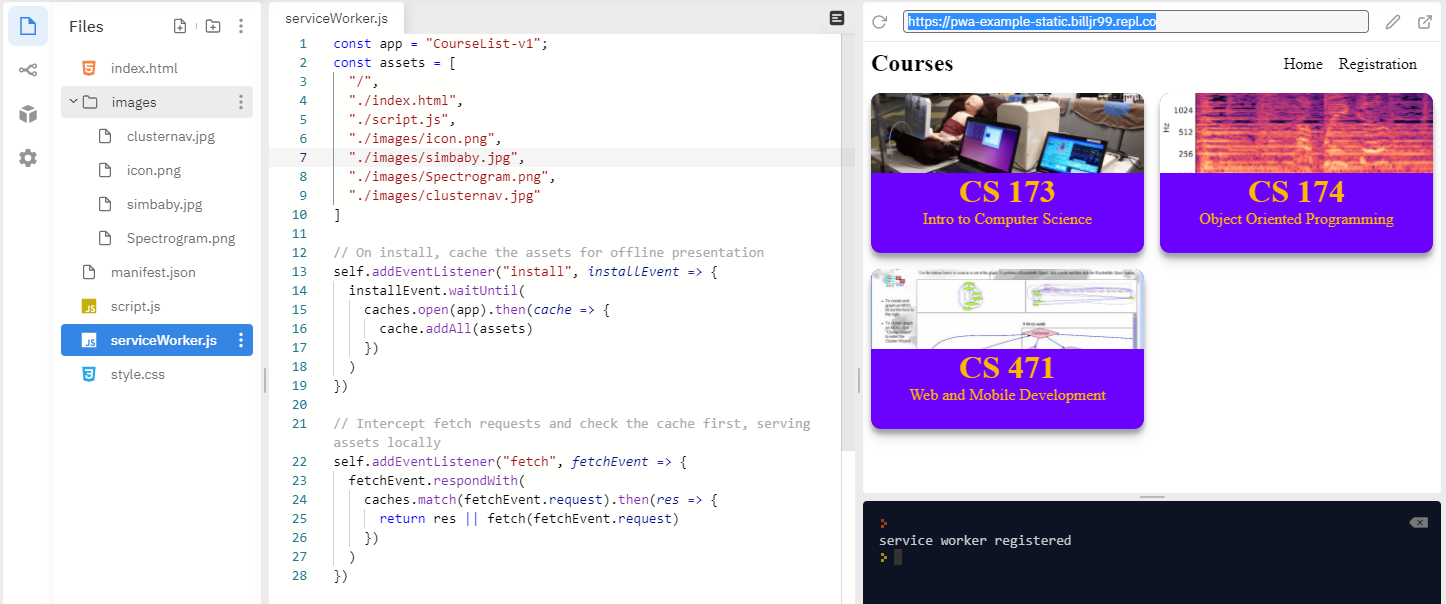 Files
index.html
images
clusternav.jpg
icon.png
simbaby.jpg
Spectrogram.png
manifest.json
script.js
serviceWorker.js
style.css
serviceWorker.js
1 const app = "CourseList-v1";
2 const assets = [
3 "/",
4 "./index.html",
5 "./script.js",
6 "./images/icon.png",
7 "./images/simbaby.jpg",
8 "./images/Spectrogram.png",
9 "./images/clusternav.jpg"
10 ]
11
12 // On install, cache the assets for offline presentation
13 self.addEventListener("install", installEvent => {
14 installEvent.waitUntil(
15 caches.open(app).then(cache => {
16 cache.addAll(assets)
17 })
18 )
19 })
20
21 // Intercept fetch requests and check the cache first, serving
assets locally
22 self.addEventListener("fetch", fetchEvent => {
23 fetchEvent.respondWith(
24 caches.match(fetchEvent.request).then(res => {
25 return res || fetch(fetchEvent.request)
26 })
27 )
28 })
https://pwa-example-static.billjr99.repl.co
Courses
Home Registration
1024
Hz
512
256
CS 173
Intro to Computer Science
CS 174
Object Oriented Programming
CS 471
Web and Mobile Development
service worker registered